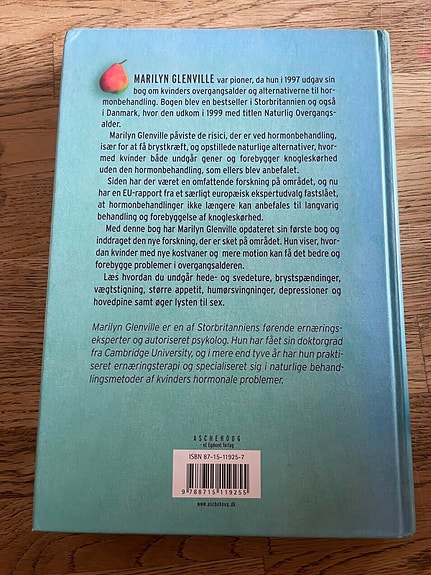 MARILYN GLENVILLE var pioner, da hun i 1997 udgav sin
bog om kvinders overgangsalder og alternativerne til hor-
monbehandling. Bogen blev en bestseller i Storbritannien og også
i Danmark, hvor den udkom i 1999 med titlen Naturlig Overgangs-
alder.
Marilyn Glenville påviste de risici, der er ved hormonbehandling,
især for at få brystkræft, og opstillede naturlige alternativer, hvor-
med kvinder både undgår gener og forebygger knogleskørhed
uden den hormonbehandling, som ellers blev anbefalet.
Siden har der været en omfattende forskning på området, og nu
har en EU-rapport fra et særligt europæisk ekspertudvalg fastslået,
at hormonbehandlinger ikke længere kan anbefales til langvarig
behandling og forebyggelse af knogleskørhed.
Med denne bog har Marilyn Glenville opdateret sin første bog og
inddraget den nye forskning, der er sket på området. Hun viser, hvor-
dan kvinder med nye kostvaner og mere motion kan få det bedre og
forebygge problemer i overgangsalderen.
Læs hvordan du undgår hede- og svedeture, brystspændinger,
vægtstigning, større appetit, humørsvingninger, depressioner og
hovedpine samt øger lysten til sex.
Marilyn Glenville er en af Storbritanniens førende ernærings-
eksperter og autoriseret psykolog. Hun har fået sin doktorgrad
fra Cambridge University, og i mere end tyve år har hun prakti-
seret ernæringsterapi og specialiseret sig i naturlige behand-
lingsmetoder af kvinders hormonale problemer.
ASCHEHOUG
- et Egmont forlag
ISBN 87-15-11925-7
9 788715 119255
www.aschehoug.dk